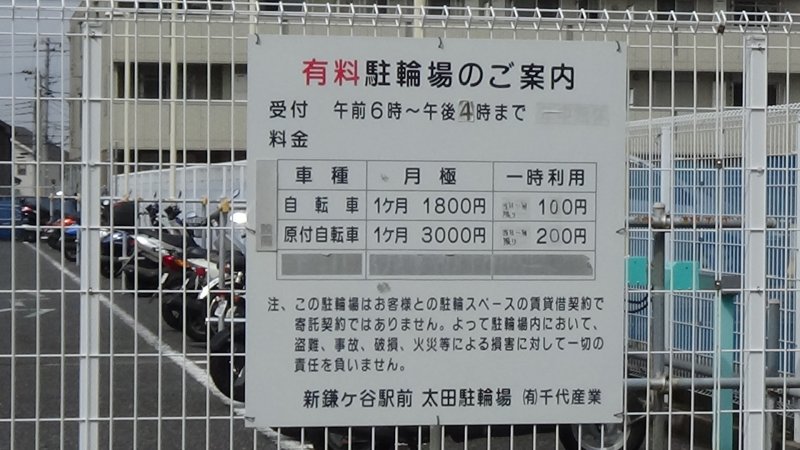 有料駐輪場のご案内
受付 午前6時～午後4時まで
料金
車種 月極 一時利用
自転車 1ケ月 1800円 100円
原付自転車 1ケ月 3000円 200円
注、この駐輪場はお客様との駐輪スペースの賃貸借契約で
寄託契約ではありません。よって駐輪場内において、
盗難、事故、破損、火災等による損害に対して一切の
責任を負いません。
新鎌ケ谷駅前 太田駐輪場 (有)千代産業